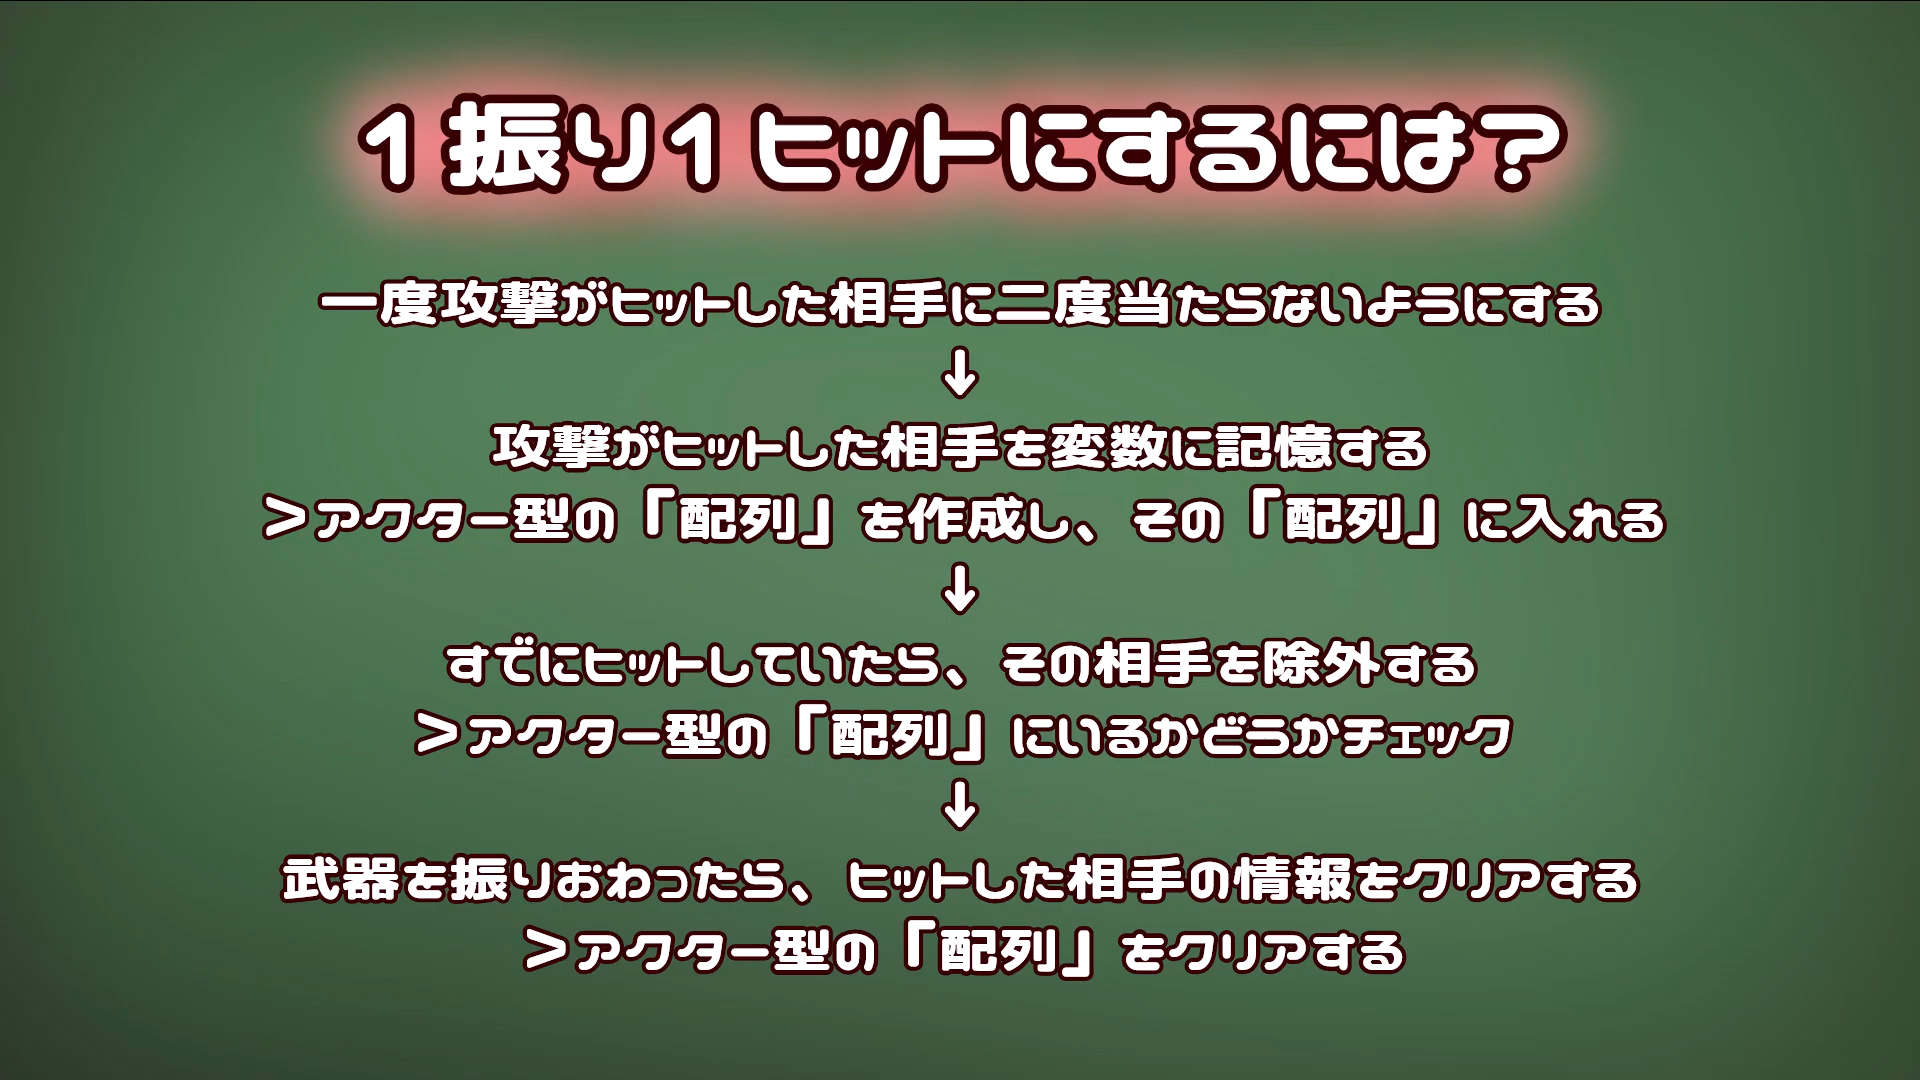 1振り1ヒットにするには？
一度攻撃がヒットした相手に二度当たらないようにする
↓
攻撃がヒットした相手を変数に記憶する
＞アクター型の「配列」を作成し、その「配列」に入れる
↓
すでにヒットしていたら、その相手を除外する
＞アクター型の「配列」にいるかどうかチェック
↓
武器を振りおわったら、ヒットした相手の情報をクリアする
＞アクター型の「配列」をクリアする